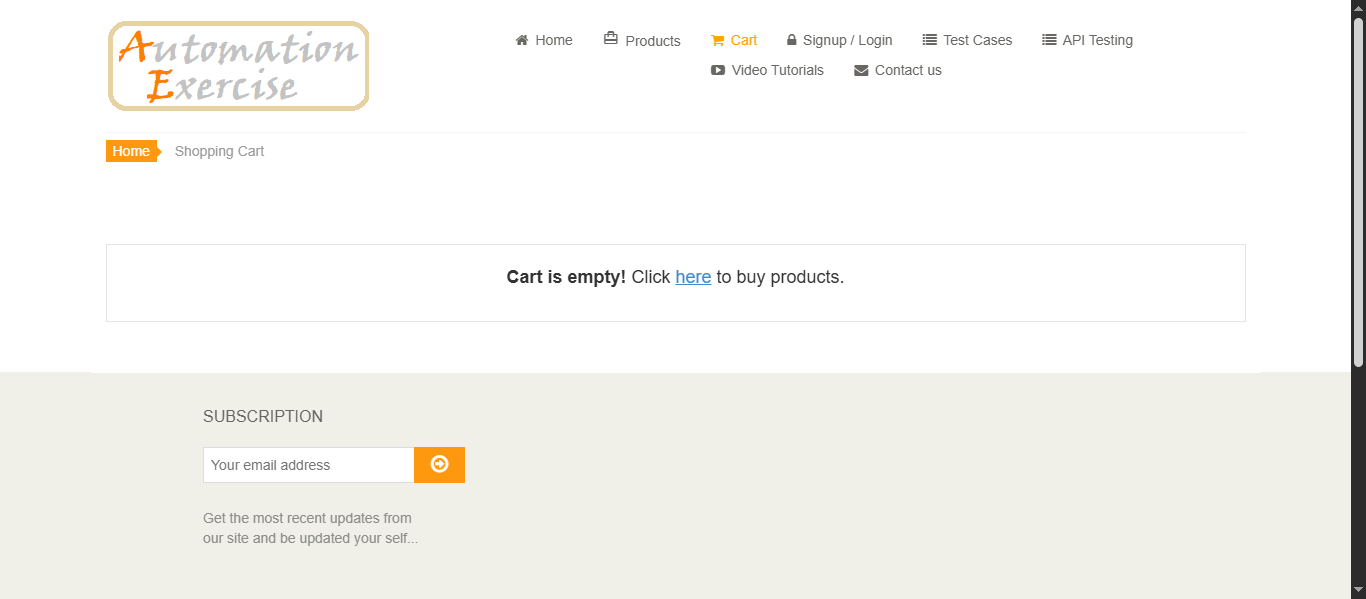 Automation
Exercise
Home Products Cart Signup / Login Test Cases API Testing
Video Tutorials Contact us
Home Shopping Cart
Cart is empty! Click here to buy products.
SUBSCRIPTION
Your email address
Get the most recent updates from
our site and be updated your self...